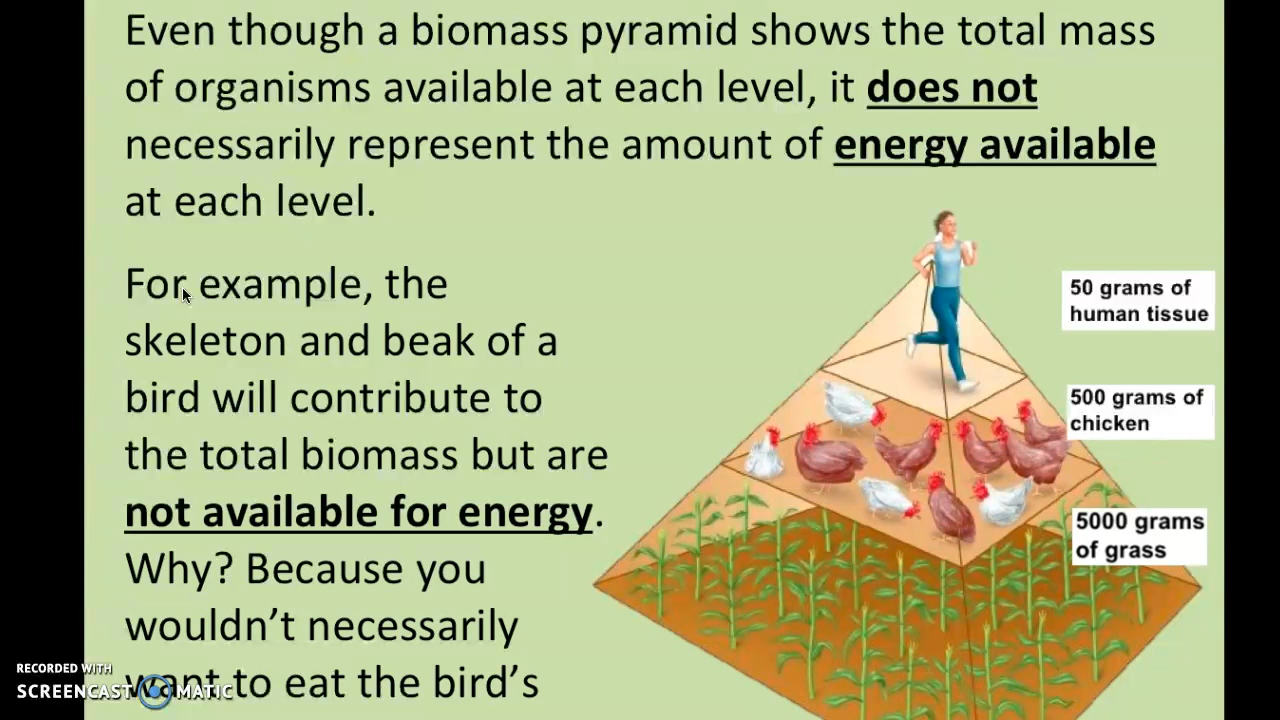 Even though a biomass pyramid shows the total mass
of organisms available at each level, it does not
necessarily represent the amount of energy available
at each level.
For example, the
skeleton and beak of a
bird will contribute to
the total biomass but are
not available for energy.
Why? Because you
wouldn't necessarily
want to eat the bird's
50 grams of
human tissue
500 grams of
chicken
5000 grams
of grass
RECORDED WITH
SCREENCAST-O-MATIC